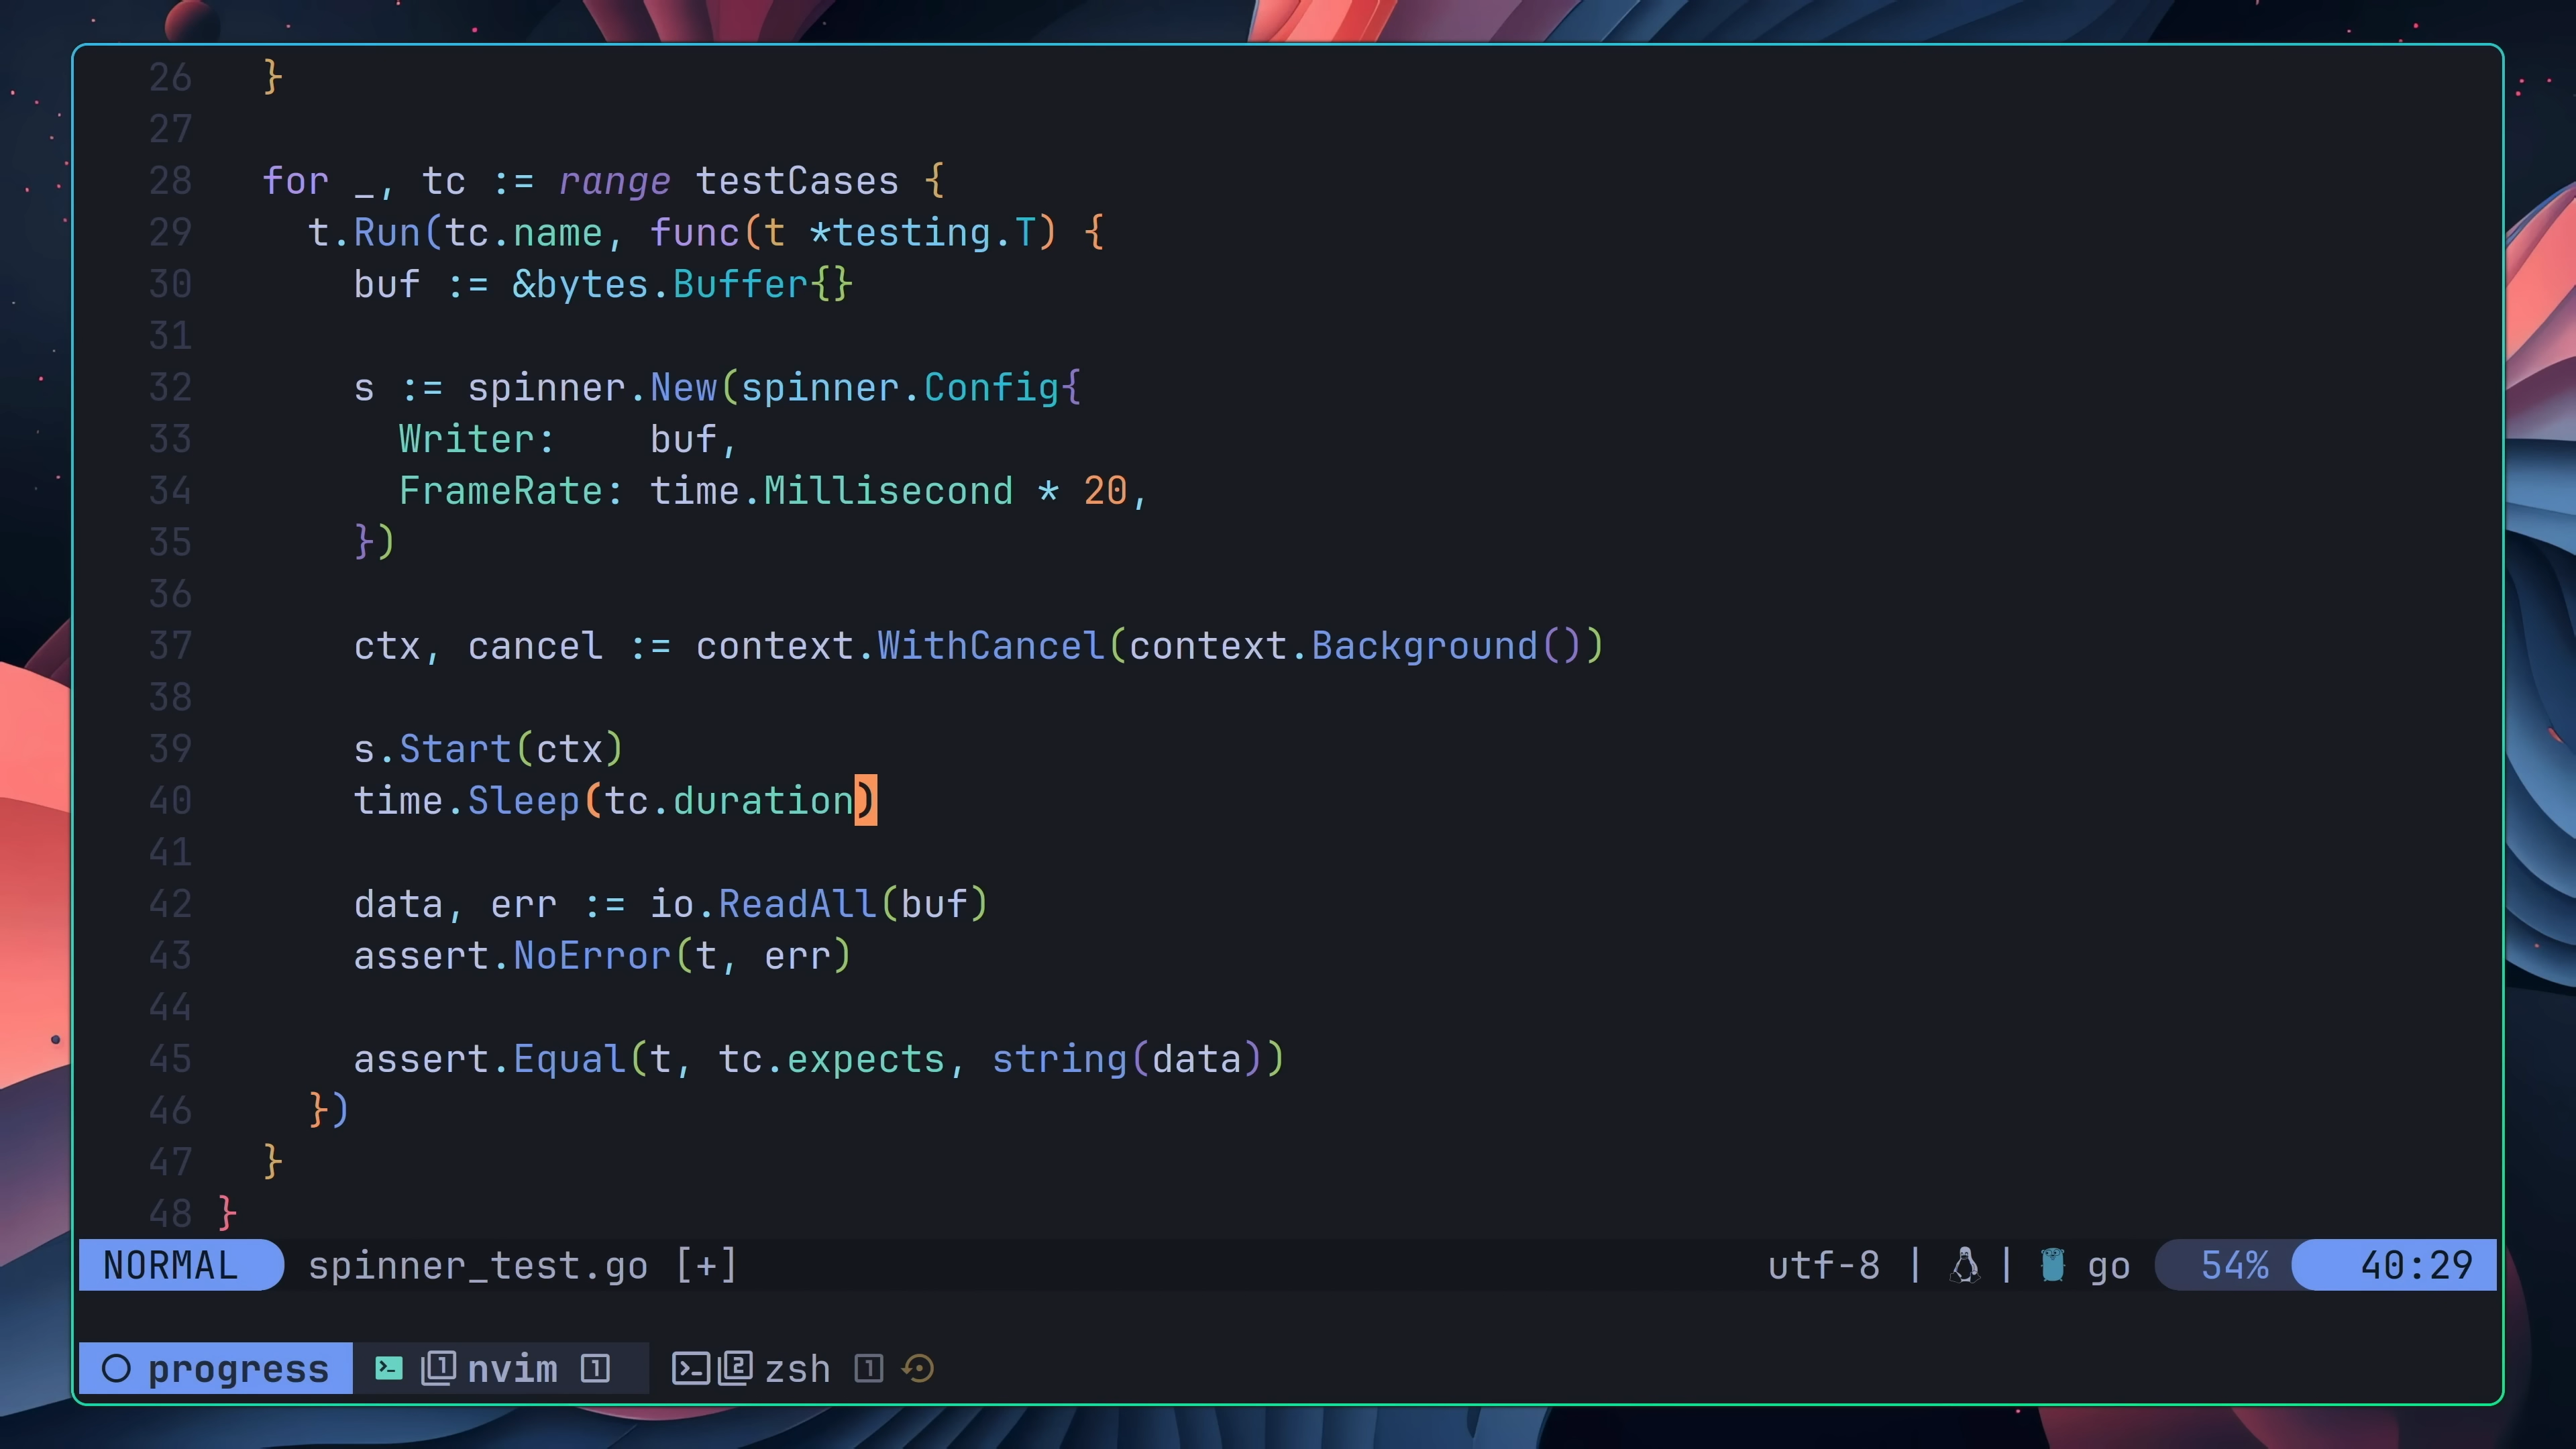 26 }
27
28 for _, tc := range testCases {
29 t.Run(tc.name, func(t *testing.T) {
30 buf := &bytes.Buffer{}
31
32 s := spinner.New(spinner.Config{
33 Writer: buf,
34 FrameRate: time.Millisecond * 20,
35 })
36
37 ctx, cancel := context.WithCancel(context.Background())
38
39 s.Start(ctx)
40 time.Sleep(tc.duration)
41
42 data, err := io.ReadAll(buf)
43 assert.NoError(t, err)
44
45 assert.Equal(t, tc.expects, string(data))
46 })
47 }
48 }
NORMAL spinner_test.go [+] utf-8 | | go 54% 40:29
progress 1 nvim 1 2 zsh 1